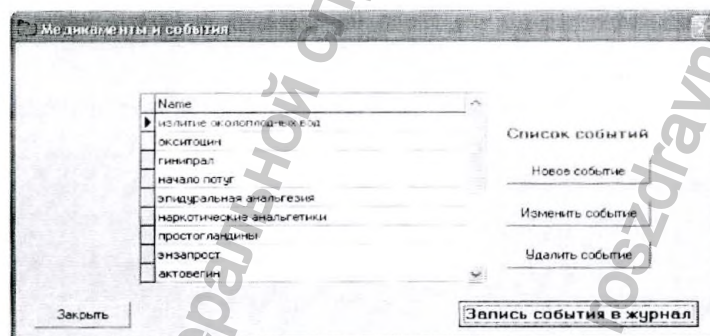 Медикаменты и события
Name
излитие околоплодных вод
окситоцин
гинипрал
начало потуг
эпидуральная анальгезия
наркотические анальгетики
простогландины
энзапрост
актовегин
Список событий
Новое событие
Изменить событие
Удалить событие
Закрыть
Запись события в журнал